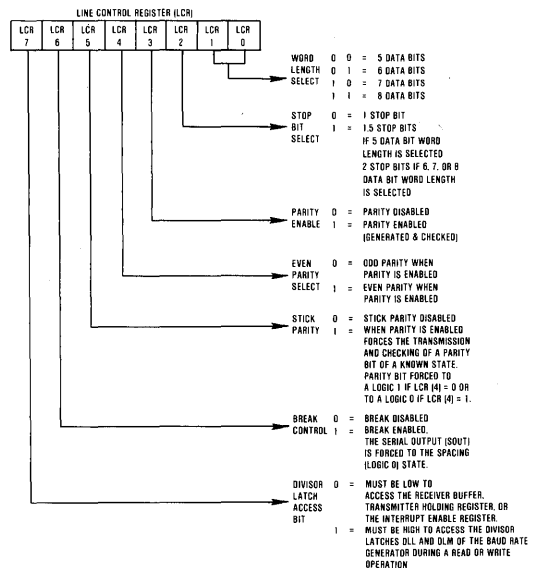 LINE CONTROL REGISTER (LCR)
LCR LCR LCR LCR LCR LCR LCR LCR
7 6 5 4 3 2 1 0
WORD 0 0 = 5 DATA BITS
LENGTH 0 1 = 6 DATA BITS
SELECT 1 0 = 7 DATA BITS
1 1 = 8 DATA BITS
STOP 0 = 1 STOP BIT
BIT 1 = 1.5 STOP BITS
SELECT IF 5 DATA BIT WORD
LENGTH IS SELECTED
2 STOP BITS IF 6, 7, OR 8
DATA BIT WORD LENGTH
IS SELECTED
PARITY 0 = PARITY DISABLED
ENABLE 1 = PARITY ENABLED
(GENERATED & CHECKED)
EVEN 0 = ODD PARITY WHEN
PARITY PARITY IS ENABLED
SELECT 1 = EVEN PARITY WHEN
PARITY IS ENABLED
STICK 0 = STICK PARITY DISABLED
PARITY 1 = WHEN PARITY IS ENABLED
FORCES THE TRANSMISSION
AND CHECKING OF A PARITY
BIT OF A KNOWN STATE.
PARITY BIT FORCED TO
A LOGIC 1 IF LCR (4) = 0 OR
TO A LOGIC 0 IF LCR (4) = 1.
BREAK 0 = BREAK DISABLED
CONTROL 1 = BREAK ENABLED.
THE SERIAL OUTPUT (SOUT)
IS FORCED TO THE SPACING
(LOGIC 0) STATE.
DIVISOR 0 = MUST BE LOW TO
LATCH ACCESS THE RECEIVER BUFFER,
ACCESS TRANSMITTER HOLDING REGISTER, OR
BIT THE INTERRUPT ENABLE REGISTER.
1 = MUST BE HIGH TO ACCESS THE DIVISOR
LATCHES DLL AND DLM OF THE BAUD RATE
GENERATOR DURING A READ OR WRITE
OPERATION